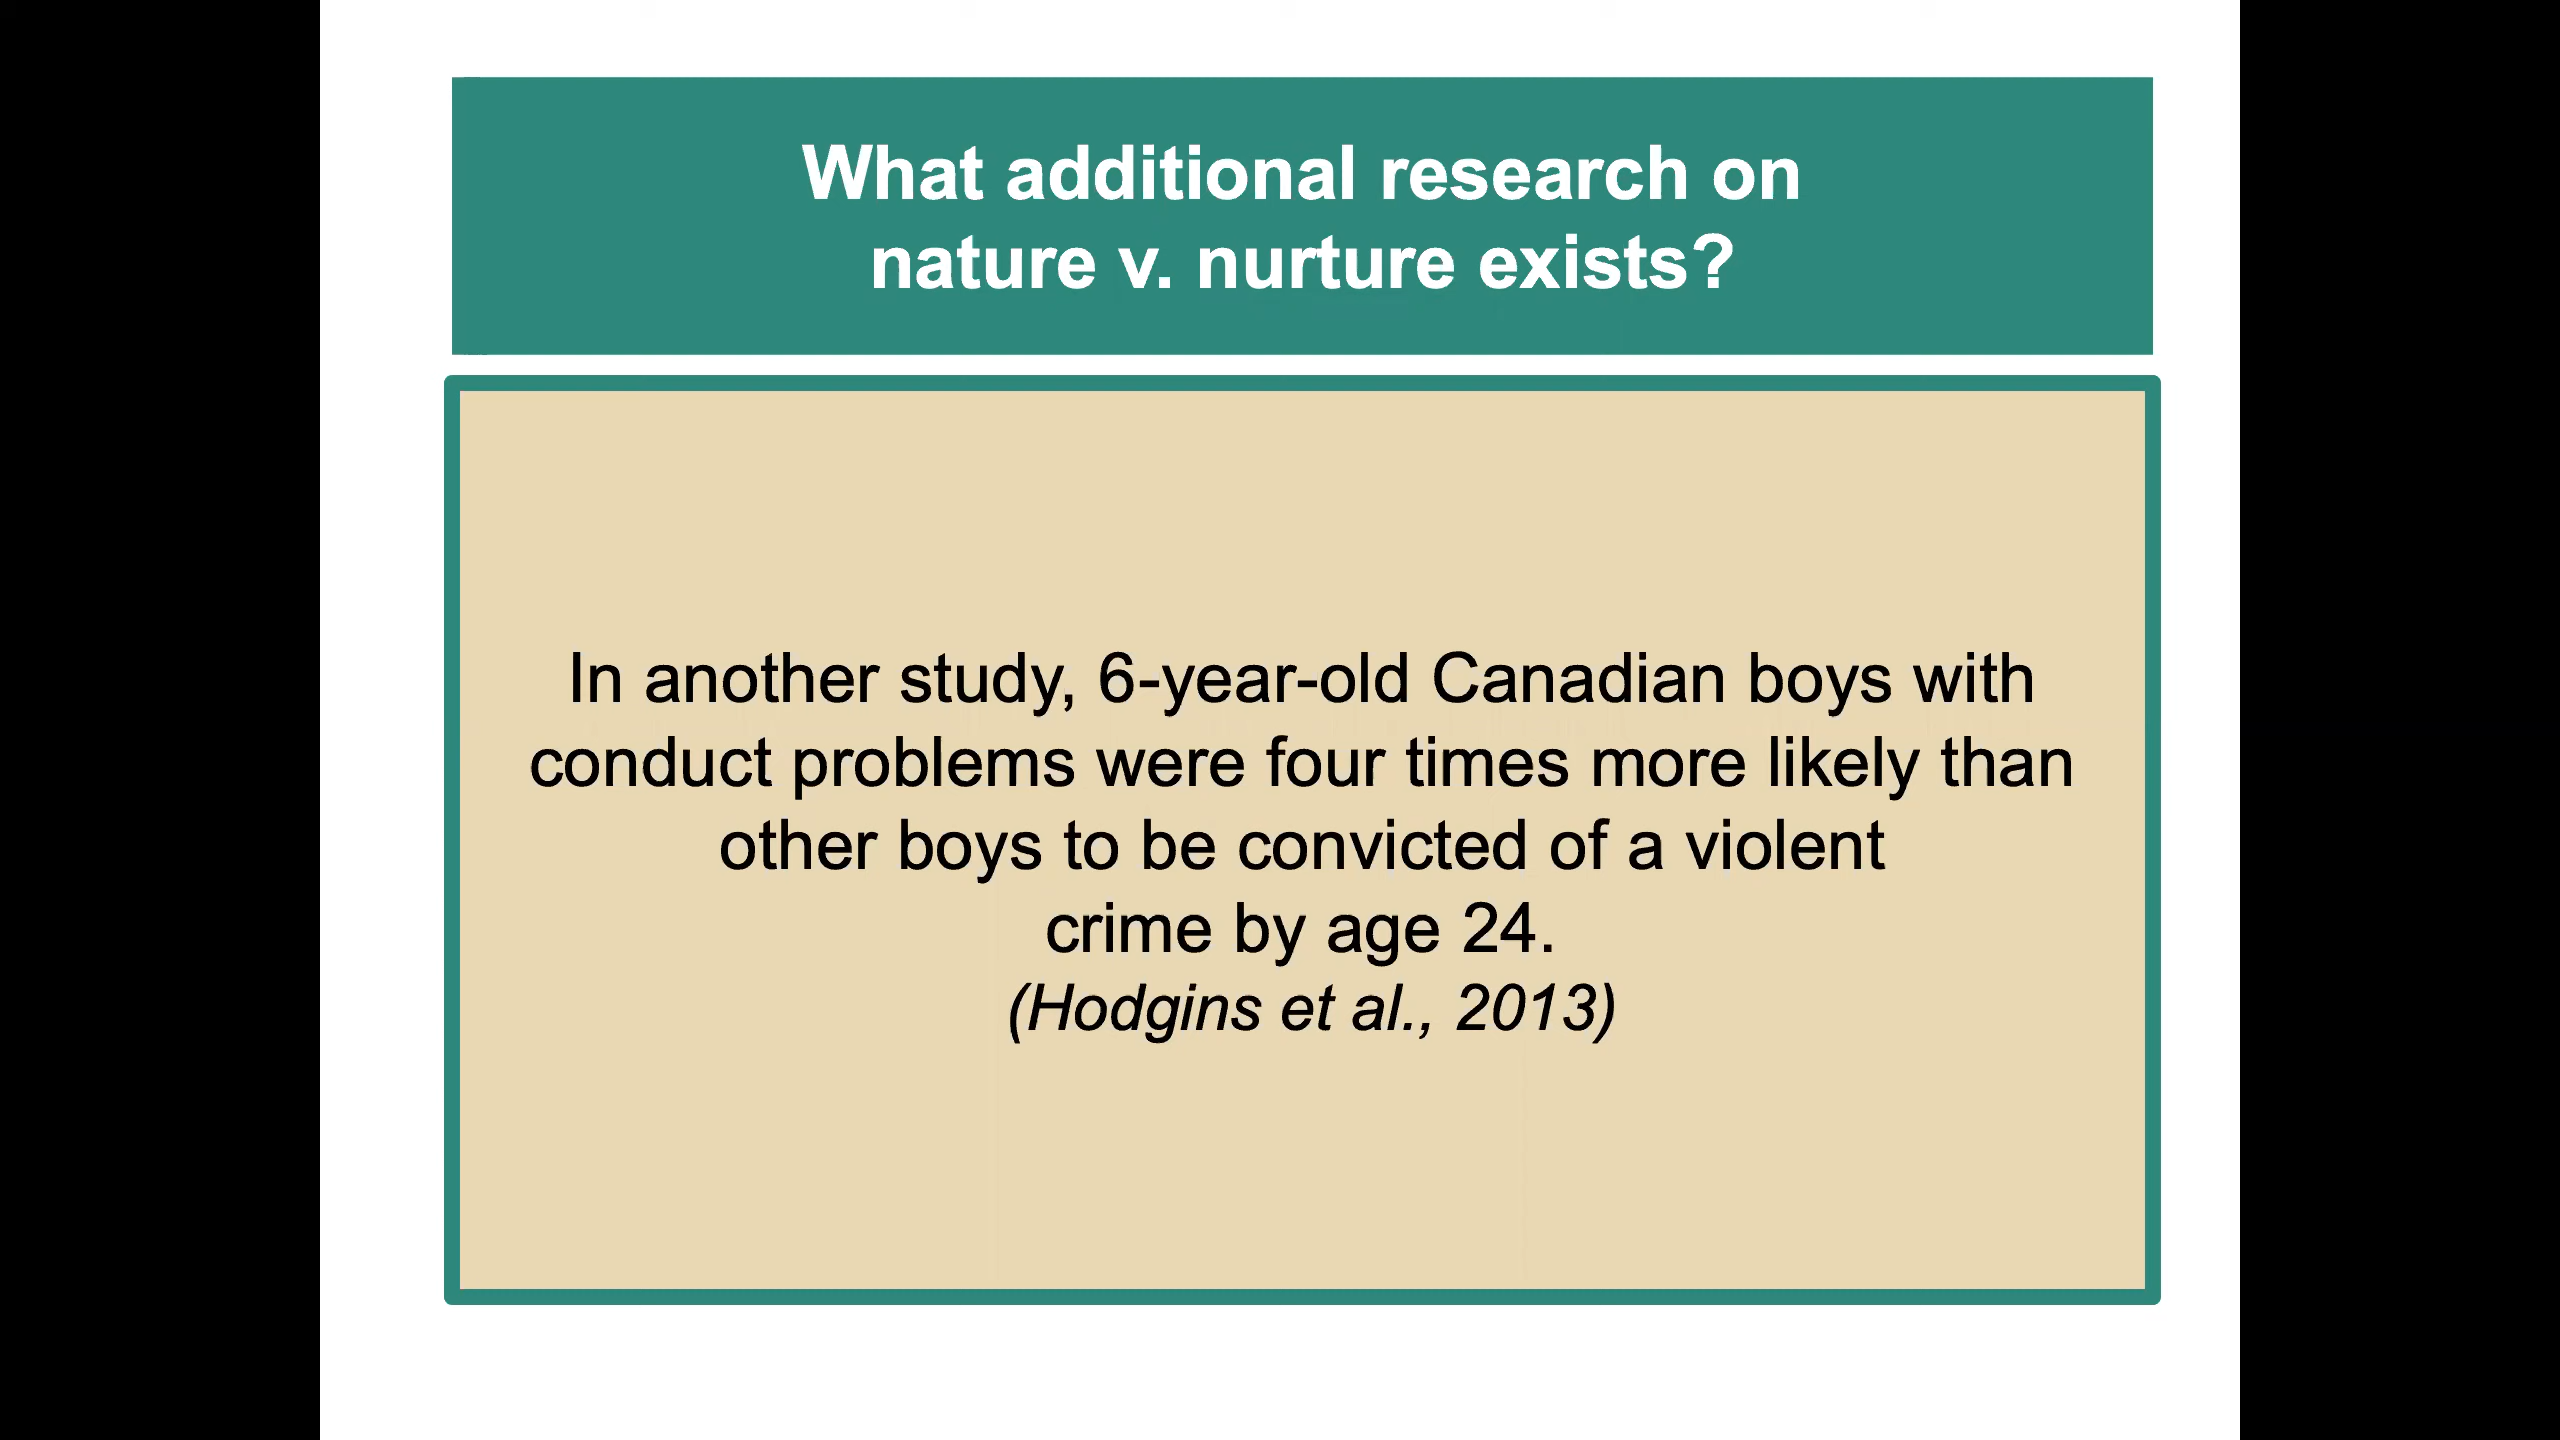 What additional research on
nature v. nurture exists?
In another study, 6-year-old Canadian boys with
conduct problems were four times more likely than
other boys to be convicted of a violent
crime by age 24.
(Hodgins et al., 2013)